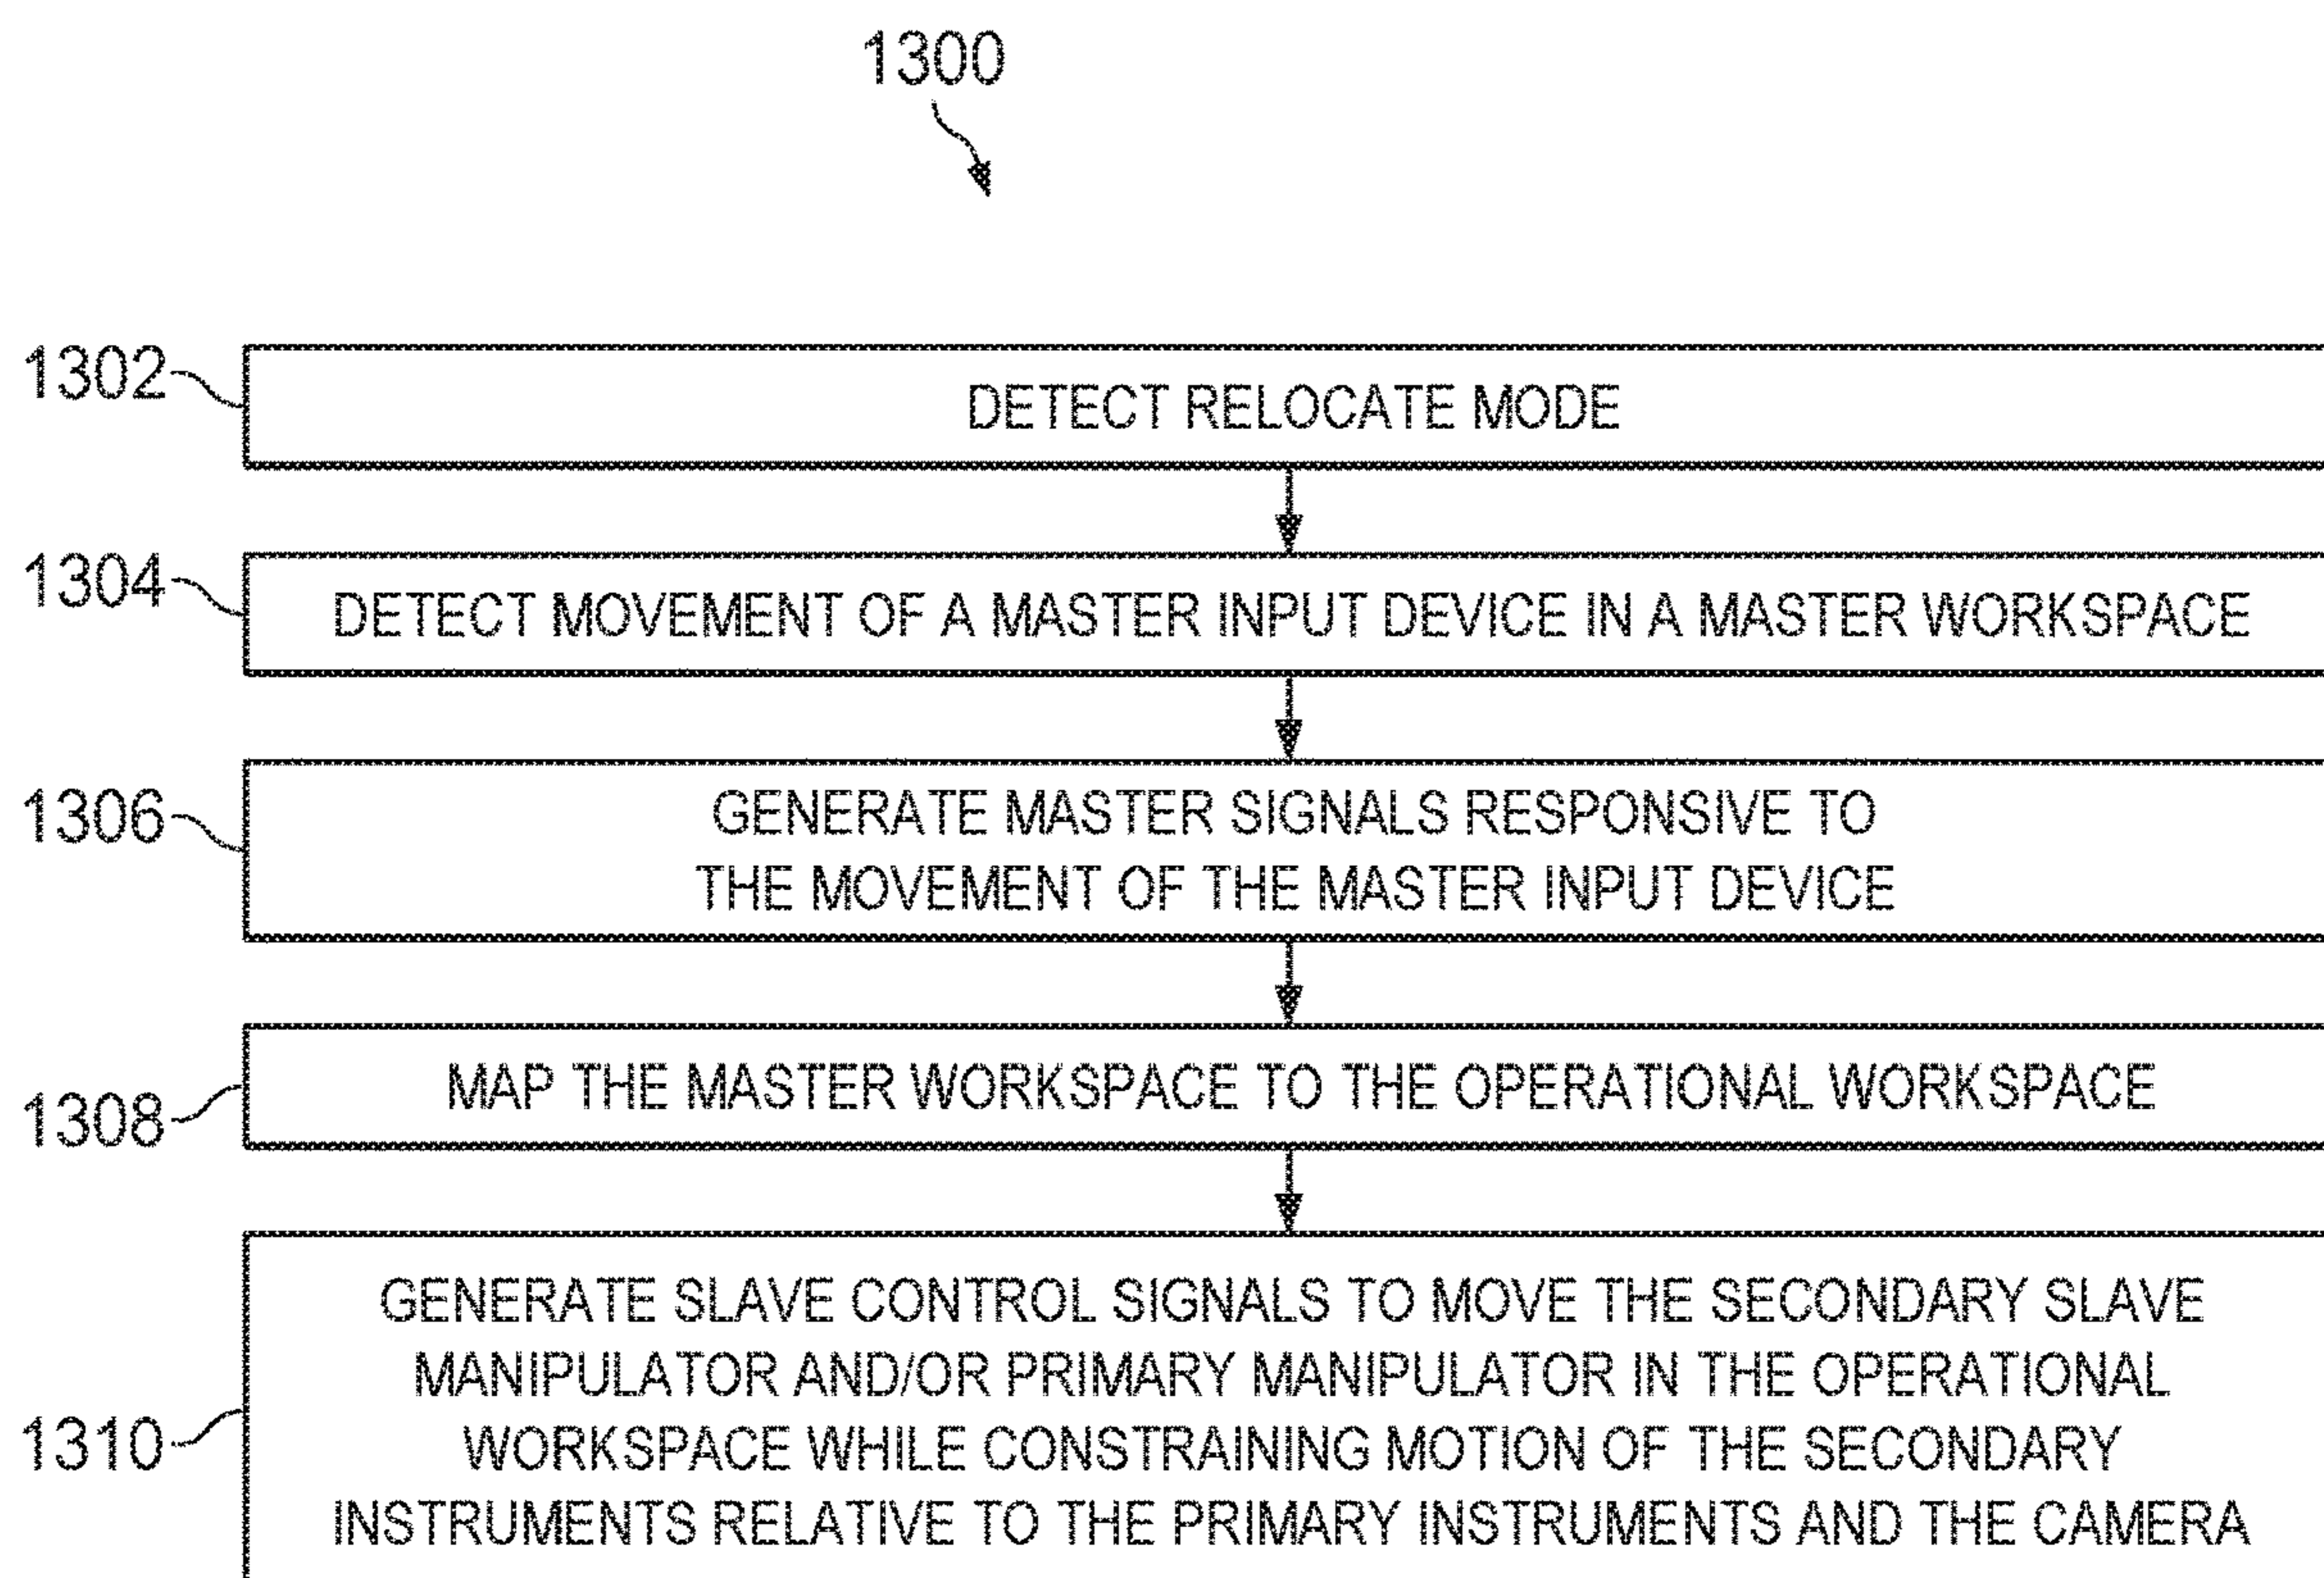 1300
1302
DETECT RELOCATE MODE
1304
DETECT MOVEMENT OF A MASTER INPUT DEVICE IN A MASTER WORKSPACE
1306
GENERATE MASTER SIGNALS RESPONSIVE TO
THE MOVEMENT OF THE MASTER INPUT DEVICE
1308
MAP THE MASTER WORKSPACE TO THE OPERATIONAL WORKSPACE
1310
GENERATE SLAVE CONTROL SIGNALS TO MOVE THE SECONDARY SLAVE
MANIPULATOR AND/OR PRIMARY MANIPULATOR IN THE OPERATIONAL
WORKSPACE WHILE CONSTRAINING MOTION OF THE SECONDARY
INSTRUMENTS RELATIVE TO THE PRIMARY INSTRUMENTS AND THE CAMERA